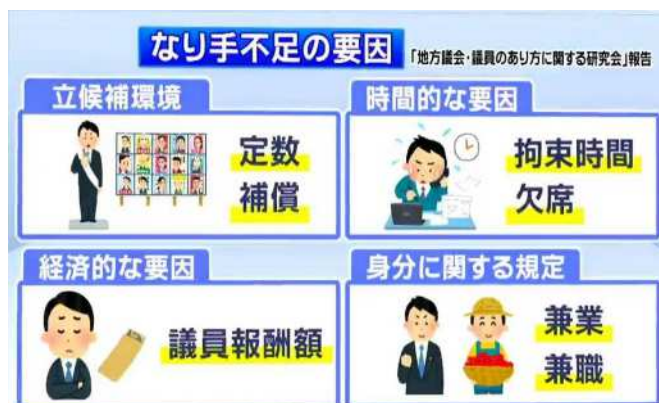 なり手不足の要因
「地方議会・議員のあり方に関する研究会」報告
立候補環境
定数
補償
時間的な要因
拘束時間
欠席
経済的な要因
議員報酬額
身分に関する規定
兼業
兼職